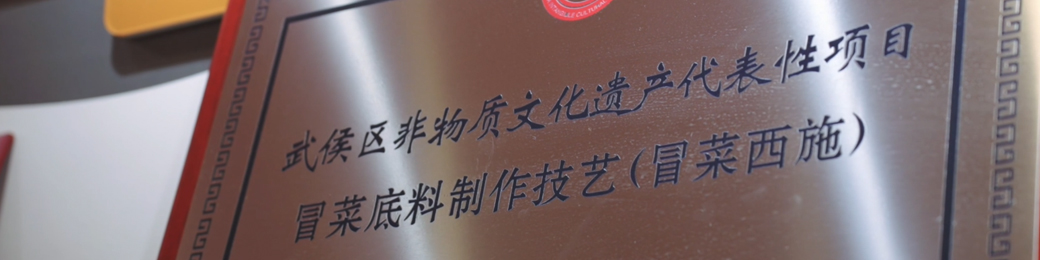 武侯区非物质文化遗产代表性项目
冒菜底料制作技艺(冒菜西施)